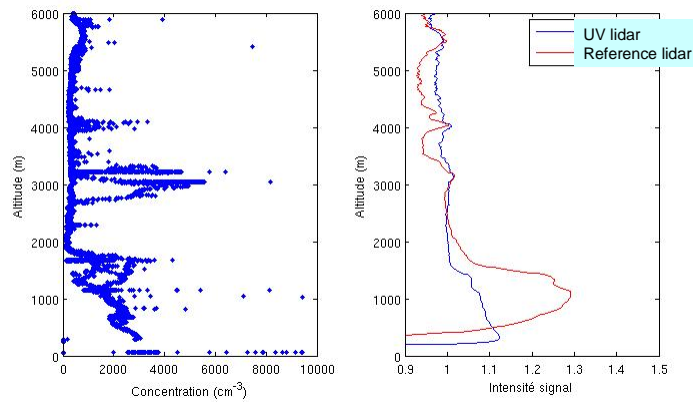 6000
5000
4000
3000
2000
1000
0
Altitude (m)
0 2000 4000 6000 8000 10000
Concentration (cm-3)
6000
5000
4000
3000
2000
1000
0
Altitude (m)
0.9 1 1.1 1.2 1.3 1.4 1.5
Intensité signal
UV lidar
Reference lidar